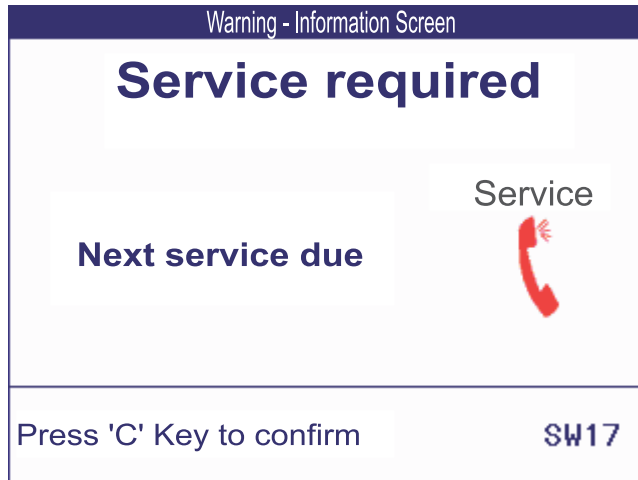 Warning - Information Screen
Service required
Service
Next service due
Press 'C' Key to confirm
SW17